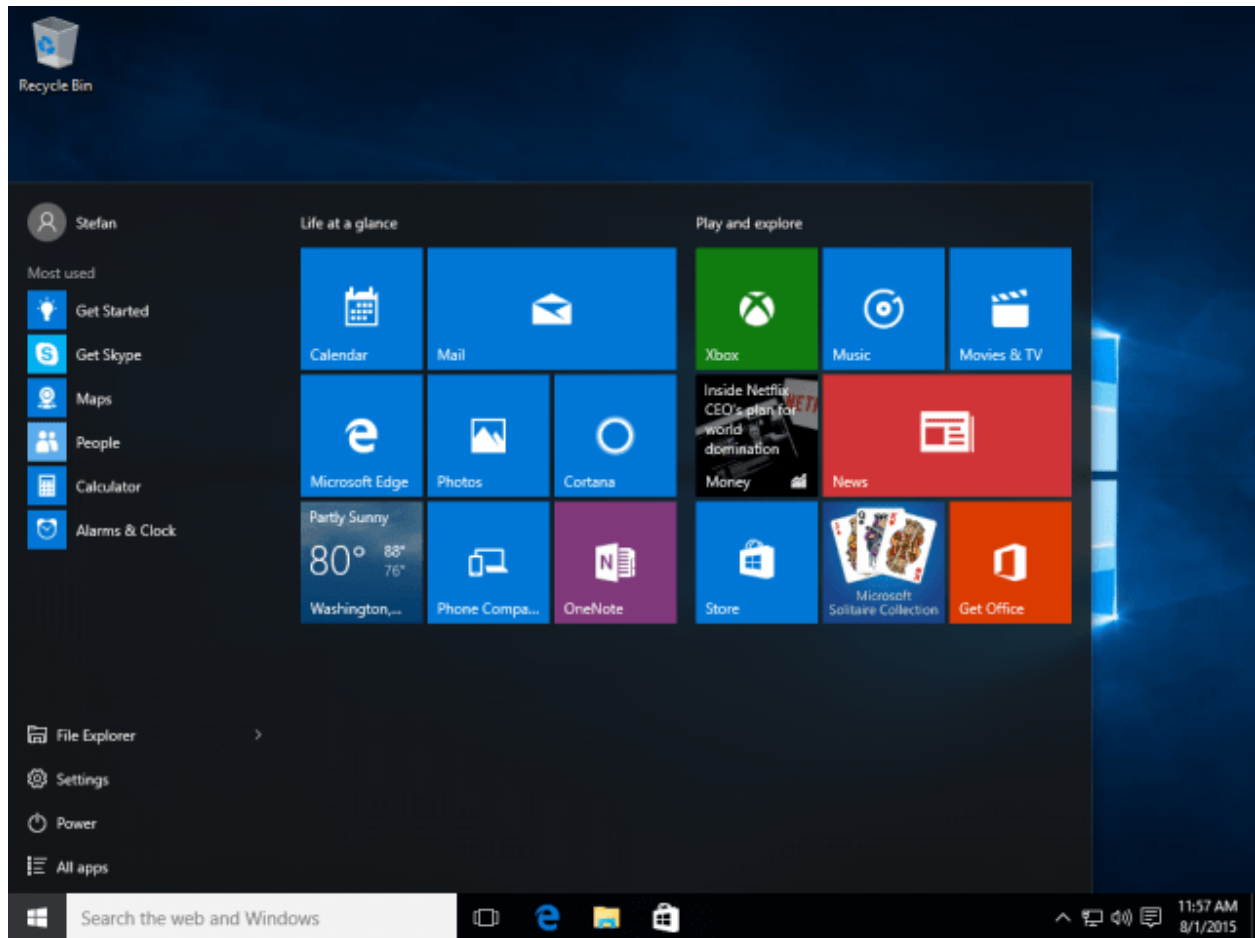 Recycle Bin
Stefan
Most used
Get Started
Get Skype
Maps
People
Calculator
Alarms & Clock
File Explorer
Settings
Power
All apps
Life at a glance
Calendar
Mail
Microsoft Edge
Photos
Cortana
Partly Sunny
80° 88°
76°
Washington,...
Phone Compa...
N
OneNote
Play and explore
Xbox
Music
Movies & TV
Inside Netflix
CEO's plan for
world
domination
Money
News
Store
Microsoft
Solitaire Collection
Get Office
Search the web and Windows
11:57 AM
8/1/2015